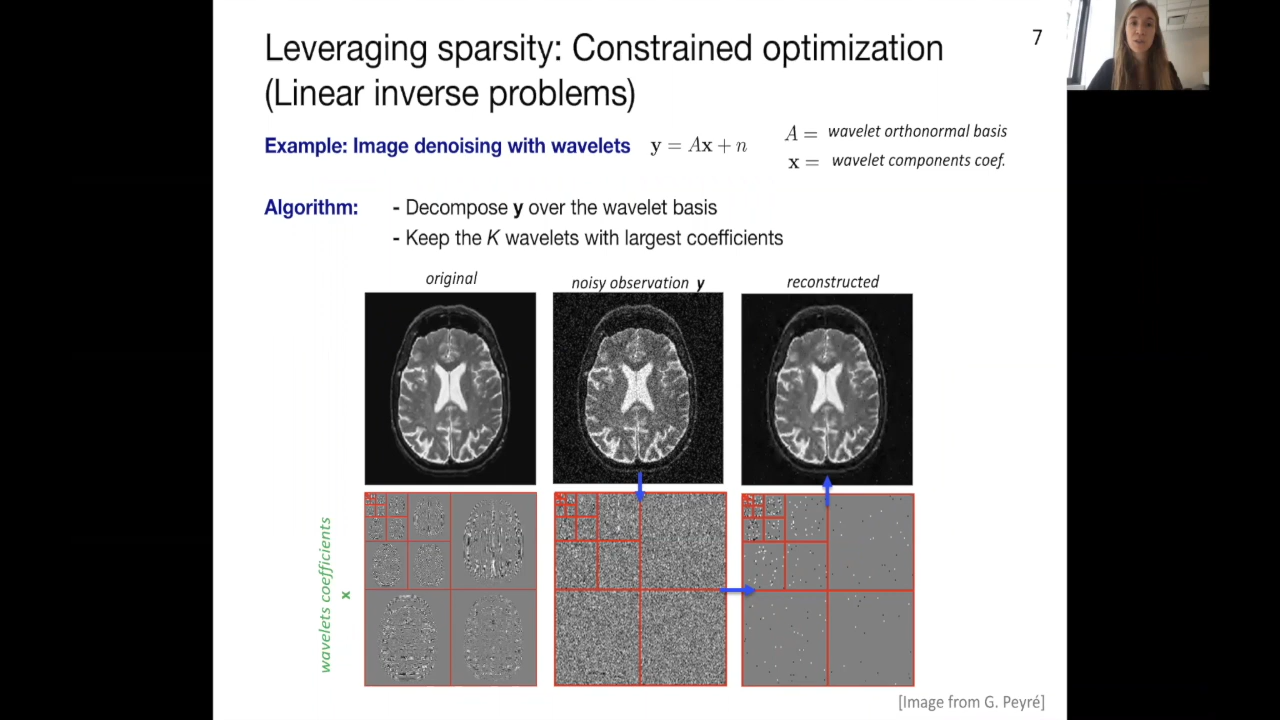 Leveraging sparsity: Constrained optimization
7
(Linear inverse problems)
Example: Image denoising with wavelets y = Ax + n
A = wavelet orthonormal basis
x = wavelet components coef.
Algorithm: - Decompose y over the wavelet basis
- Keep the K wavelets with largest coefficients
original
noisy observation y
reconstructed
wavelets coefficients
x
[Image from G. Peyré]